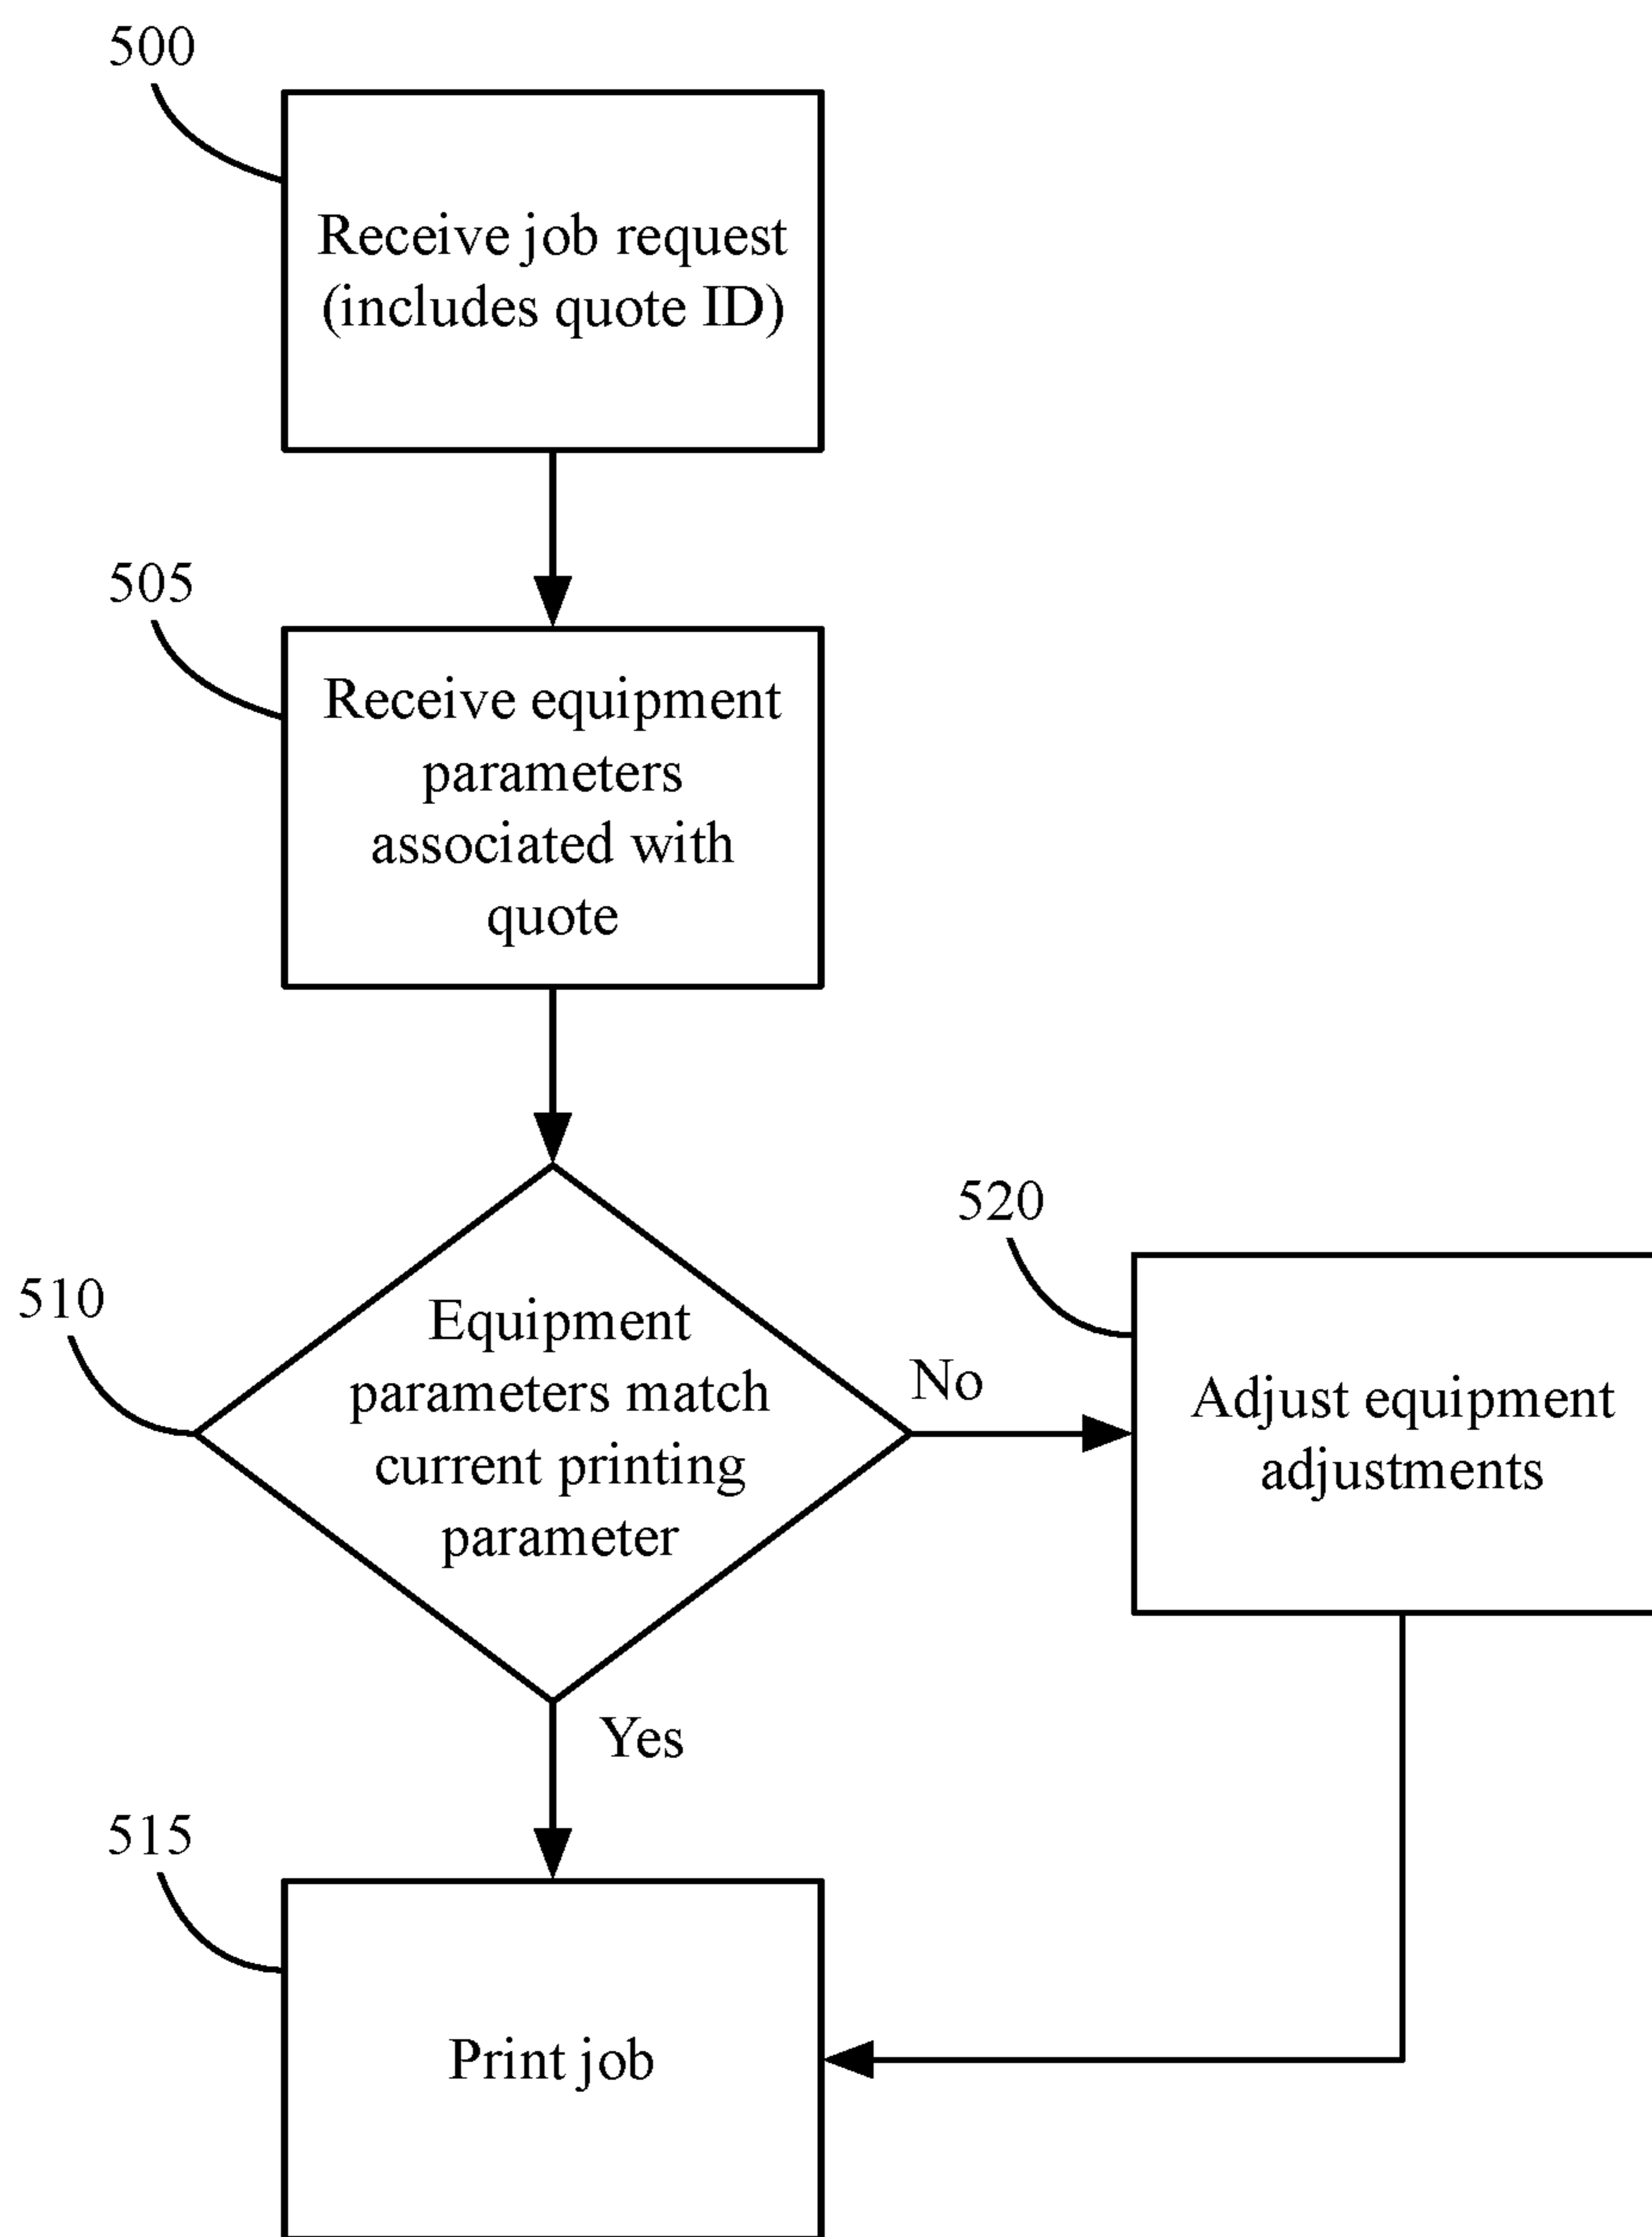 500
Receive job request
(includes quote ID)
505
Receive equipment
parameters
associated with
quote
510
Equipment
parameters match
current printing
parameter
No
520
Adjust equipment
adjustments
Yes
515
Print job